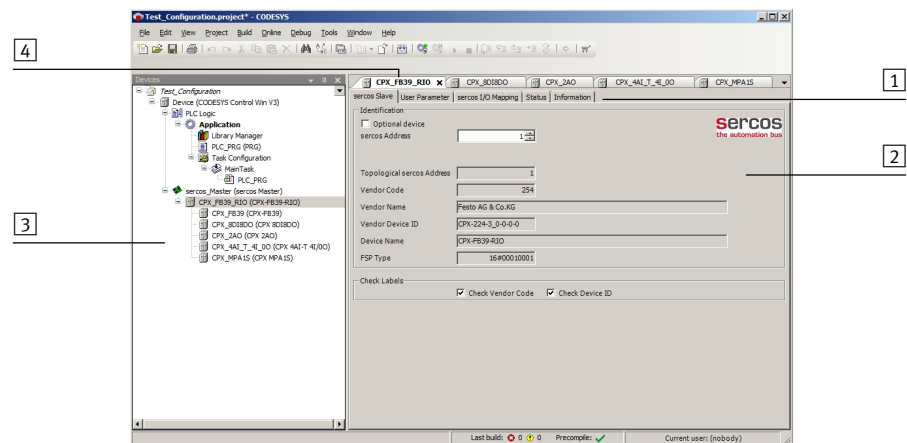 Test_Configuration.project* - CODESYS
File Edit View Project Build Online Debug Tools Window Help
4
Devices
CPX_FB39_RIO X CPX_8DI8DO CPX_2AO CPX_4AI_T_4I_0O CPX_MPA1S
1
Test_Configuration
sercos Slave User Parameter sercos I/O Mapping Status Information
Device (CODESYS Control Win V3)
PLC Logic
Application
Library Manager
PLC_PRG (PRG)
Task Configuration
MainTask
PLC_PRG
sercos_Master (sercos Master)
CPX_FB39_RIO (CPX-FB39-RIO)
CPX_FB39 (CPX-FB39)
CPX_8DI8DO (CPX 8DI8DO)
CPX_2AO (CPX 2AO)
CPX_4AI_T_4I_0O (CPX 4AI-T 4I/0O)
CPX_MPA1S (CPX MPA1S)
3
Identification
Optional device
sercos Address 1
sercos
the automation bus
2
Topological sercos Address 1
Vendor Code 254
Vendor Name Festo AG & Co.KG
Vendor Device ID CPX-224-3_0-0-0-0
Device Name CPX-FB39-RIO
FSP Type 16#00010001
Check Labels
Check Vendor Code Check Device ID
Last build: 0 0 Precompile: Current user: (nobody)